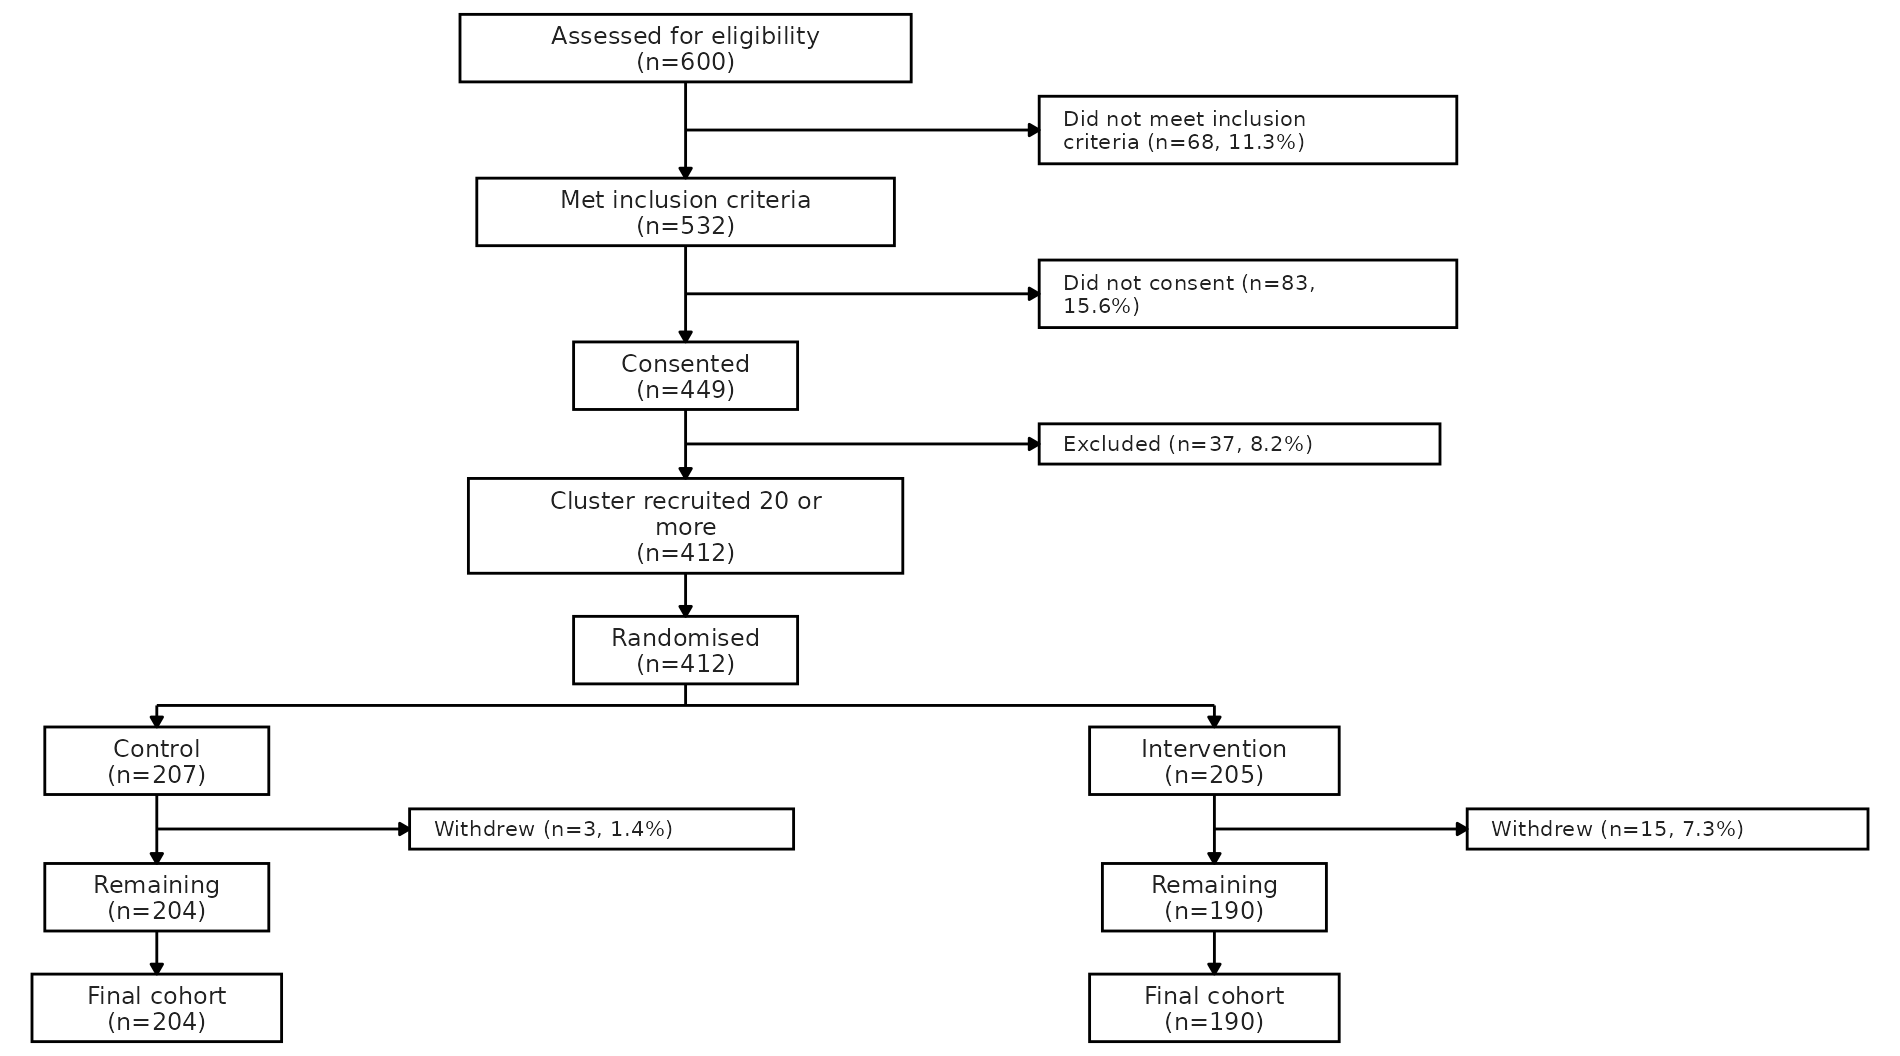 Assessed for eligibility
(n=600)
Did not meet inclusion
criteria (n=68, 11.3%)
Met inclusion criteria
(n=532)
Did not consent (n=83,
15.6%)
Consented
(n=449)
Excluded (n=37, 8.2%)
Cluster recruited 20 or
more
(n=412)
Randomised
(n=412)
Control
(n=207)
Intervention
(n=205)
Withdrew (n=3, 1.4%)
Withdrew (n=15, 7.3%)
Remaining
(n=204)
Remaining
(n=190)
Final cohort
(n=204)
Final cohort
(n=190)